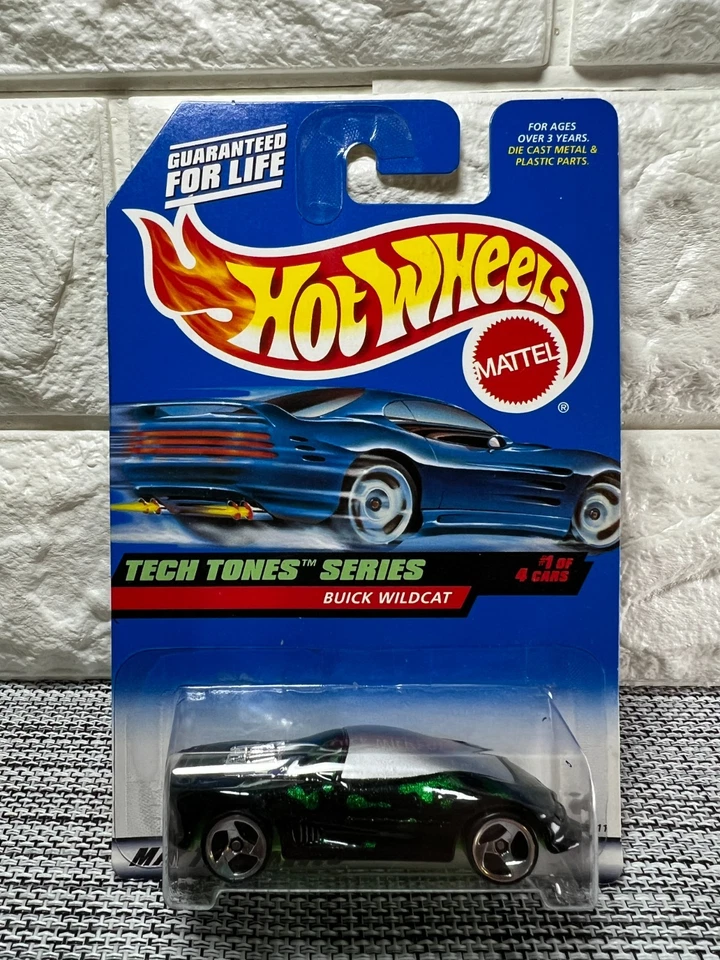 GUARANTEED
FOR LIFE
FOR AGES
OVER 3 YEARS.
DIE CAST METAL &
PLASTIC PARTS.
HOT WHEELS
MATTEL
®
TECH TONES™ SERIES
#1 OF
4 CARS
BUICK WILDCAT